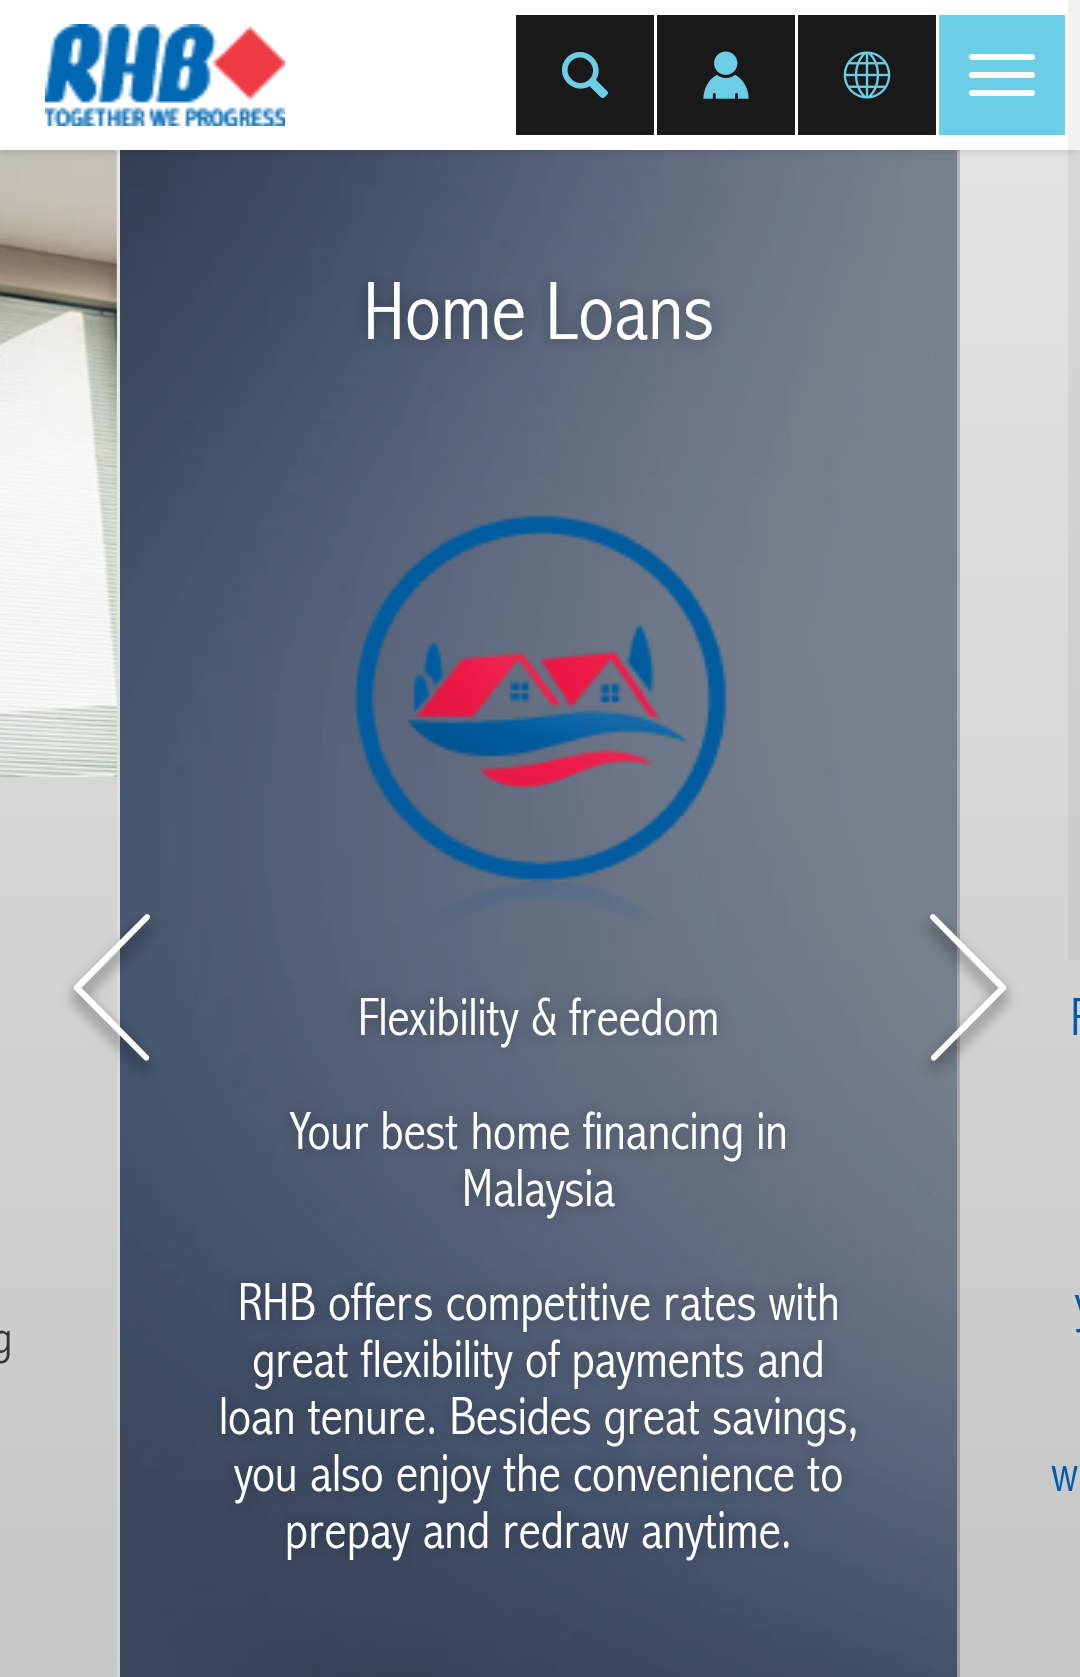 RHB
TOGETHER WE PROGRESS
Home Loans
Flexibility & freedom
Your best home financing in
Malaysia
RHB offers competitive rates with
great flexibility of payments and
loan tenure. Besides great savings,
you also enjoy the convenience to
prepay and redraw anytime.
g
w